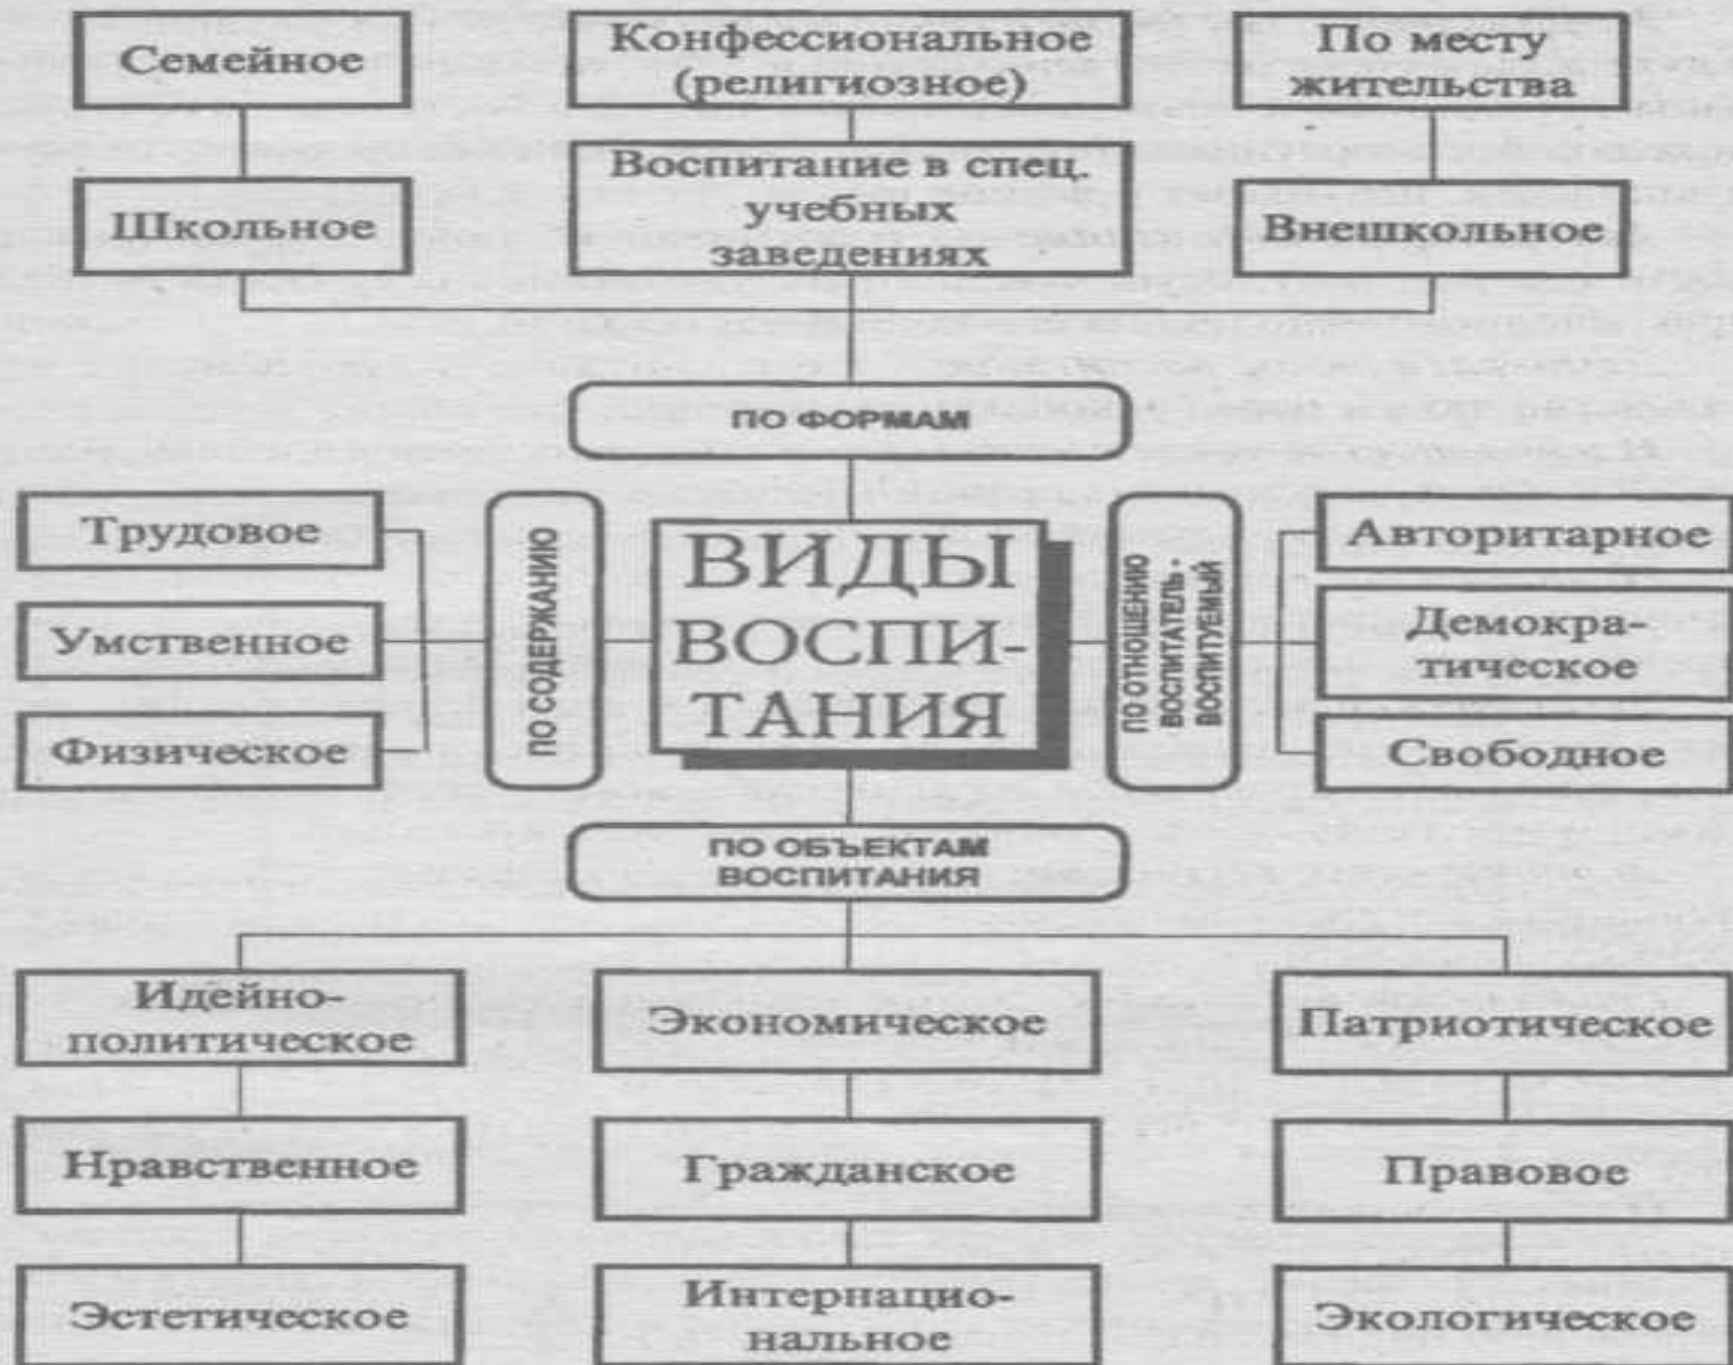 Семейное
Конфессиональное
(религиозное)
По месту
жительства
Школьное
Воспитание в спец.
учебных
заведениях
Внешкольное
ПО ФОРМАМ
Трудовое
Умственное
Физическое
ПО СОДЕРЖАНИЮ
ВИДЫ
ВОСПИ-
ТАНИЯ
ПО ОТНОШЕНИЮ
ВОСПИТАТЕЛЬ -
ВОСПИТУЕМЫЙ
Авторитарное
Демокра-
тическое
Свободное
ПО ОБЪЕКТАМ
ВОСПИТАНИЯ
Идейно-
политическое
Экономическое
Патриотическое
Нравственное
Гражданское
Правовое
Эстетическое
Интернацио-
нальное
Экологическое